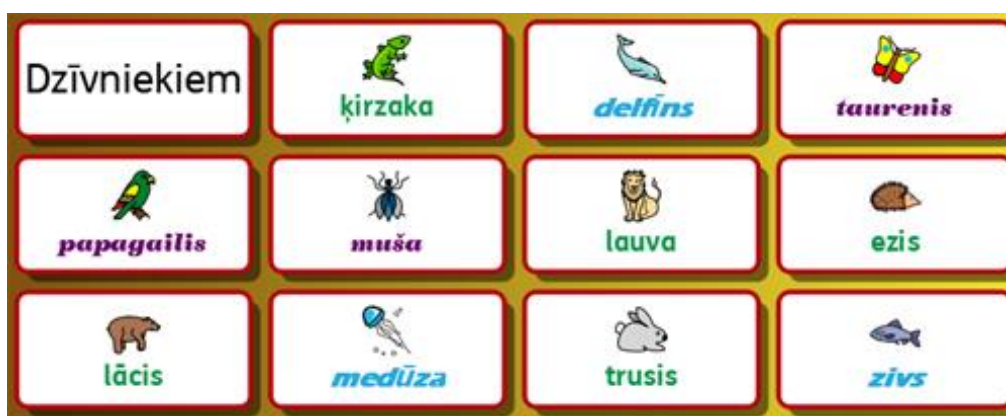 Dzīvniekiem
ķirzaka
delfīns
taurenis
papagailis
muša
lauva
ezis
lācis
medūza
trusis
zivs